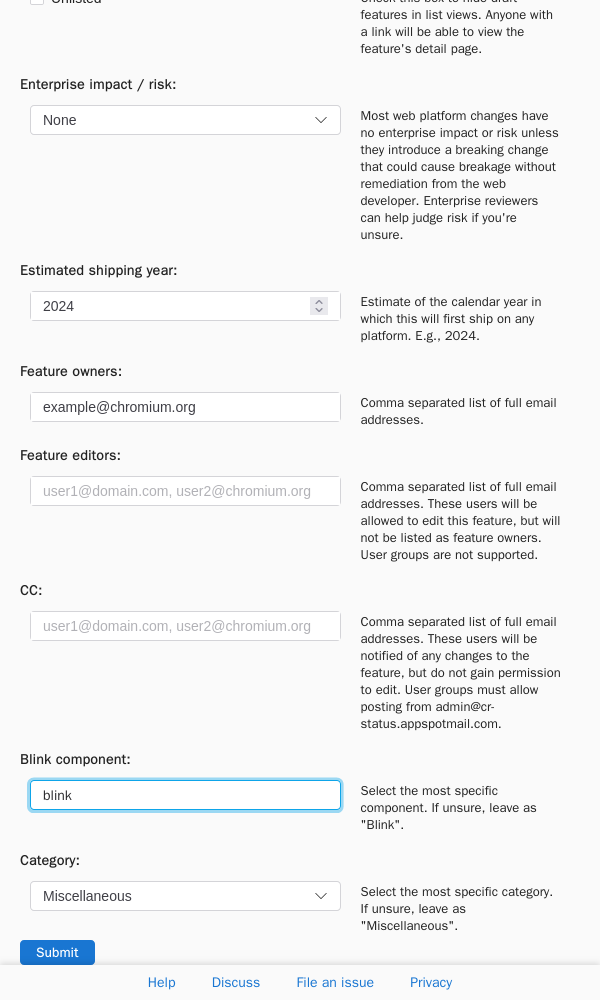 features in list views. Anyone with
a link will be able to view the
feature's detail page.
Enterprise impact / risk:
None
Most web platform changes have
no enterprise impact or risk unless
they introduce a breaking change
that could cause breakage without
remediation from the web
developer. Enterprise reviewers
can help judge risk if you're
unsure.
Estimated shipping year:
2024
Estimate of the calendar year in
which this will first ship on any
platform. E.g., 2024.
Feature owners:
example@chromium.org
Comma separated list of full email
addresses.
Feature editors:
user1@domain.com, user2@chromium.org
Comma separated list of full email
addresses. These users will be
allowed to edit this feature, but will
not be listed as feature owners.
User groups are not supported.
CC:
user1@domain.com, user2@chromium.org
Comma separated list of full email
addresses. These users will be
notified of any changes to the
feature, but do not gain permission
to edit. User groups must allow
posting from admin@cr-
status.appspotmail.com.
Blink component:
blink
Select the most specific
component. If unsure, leave as
"Blink".
Category:
Miscellaneous
Select the most specific category.
If unsure, leave as
"Miscellaneous".
Submit
Help Discuss File an issue Privacy